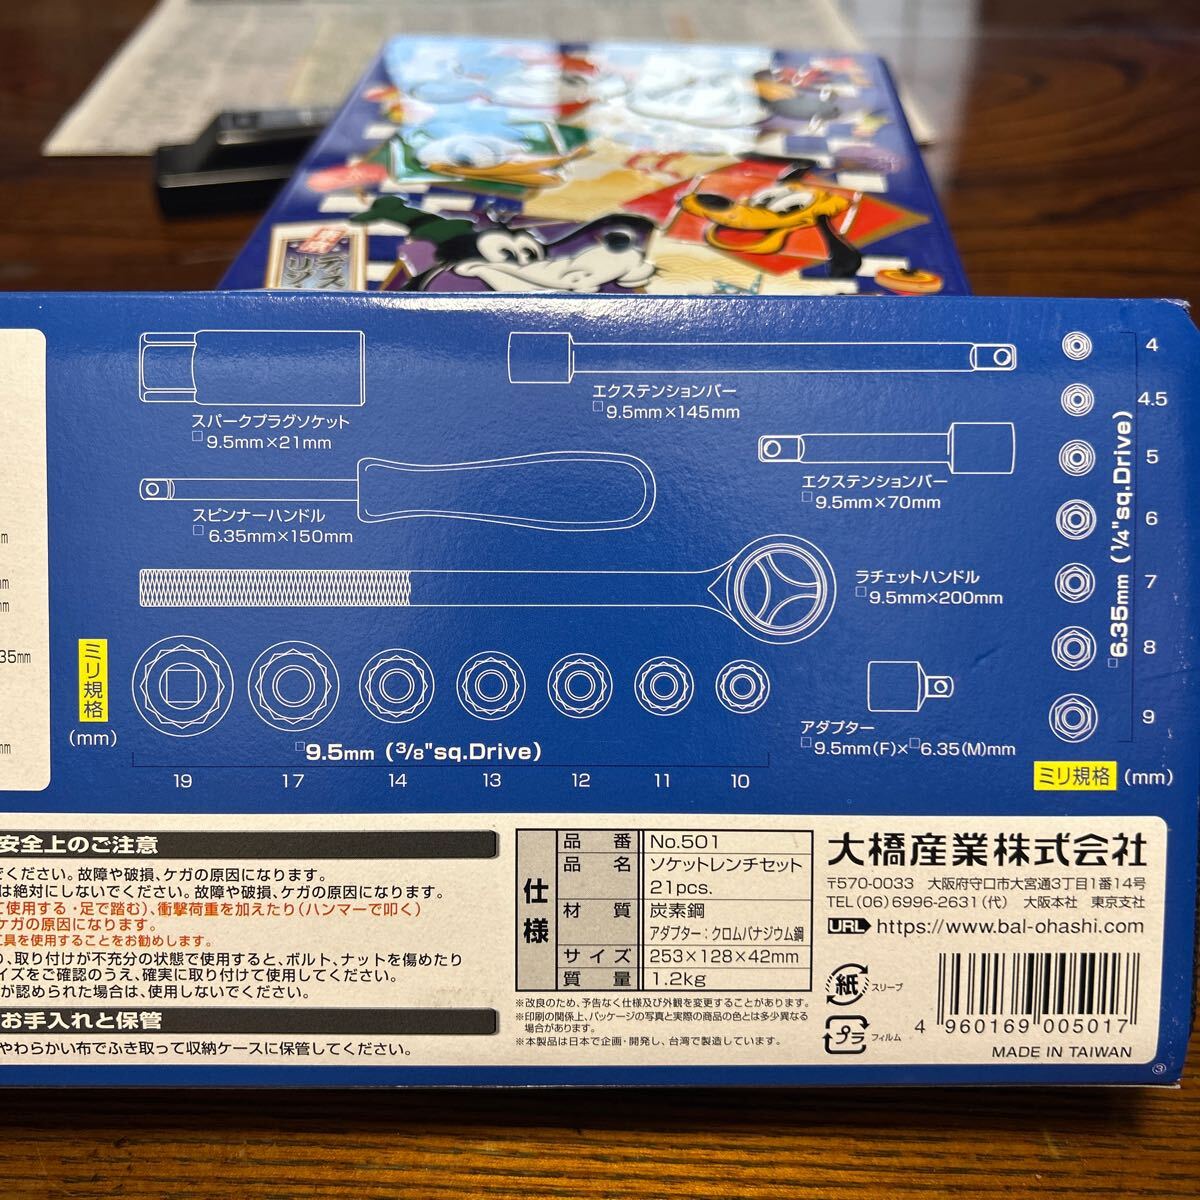 スパークプラグソケット
□9.5mm×21mm
エクステンションバー
□9.5mm×145mm
スピンナーハンドル
□6.35mm×150mm
エクステンションバー
□9.5mm×70mm
ラチェットハンドル
□9.5mm×200mm
アダプター
□9.5mm(F)×□6.35(M)mm
4
4.5
5
6
7
8
9
□6.35mm (1/4"sq.Drive)
ミリ規格 (mm)
ミリ規格
(mm)
□9.5mm (3/8"sq.Drive)
19 17 14 13 12 11 10
35mm
安全上のご注意
でください。故障や破損、ケガの原因になります。
は絶対にしないでください。故障や破損、ケガの原因になります。
て使用する・足で踏む)、衝撃荷重を加えたり(ハンマーで叩く)
ケガの原因になります。
工具を使用することをお勧めします。
り、取り付けが不充分の状態で使用すると、ボルト、ナットを傷めたり
イズをご確認のうえ、確実に取り付けて使用してください。
が認められた場合は、使用しないでください。
お手入れと保管
やわらかい布でふき取って収納ケースに保管してください。
仕様
品番 No.501
品名 ソケットレンチセット
21pcs.
材質 炭素鋼
アダプター：クロムバナジウム鋼
サイズ 253×128×42mm
質量 1.2kg
※改良のため、予告なく仕様及び外観を変更することがあります。
※印刷の関係上、パッケージの写真と実際の商品の色とは多少異なる
場合があります。
※本製品は日本で企画・開発し、台湾で製造しています。
大橋産業株式会社
〒570-0033 大阪府守口市大宮通3丁目1番14号
TEL(06)6996-2631(代) 大阪本社 東京支社
URL https://www.bal-ohashi.com
紙 スリーブ
プラ フィルム
4 960169 005017
MADE IN TAIWAN
③